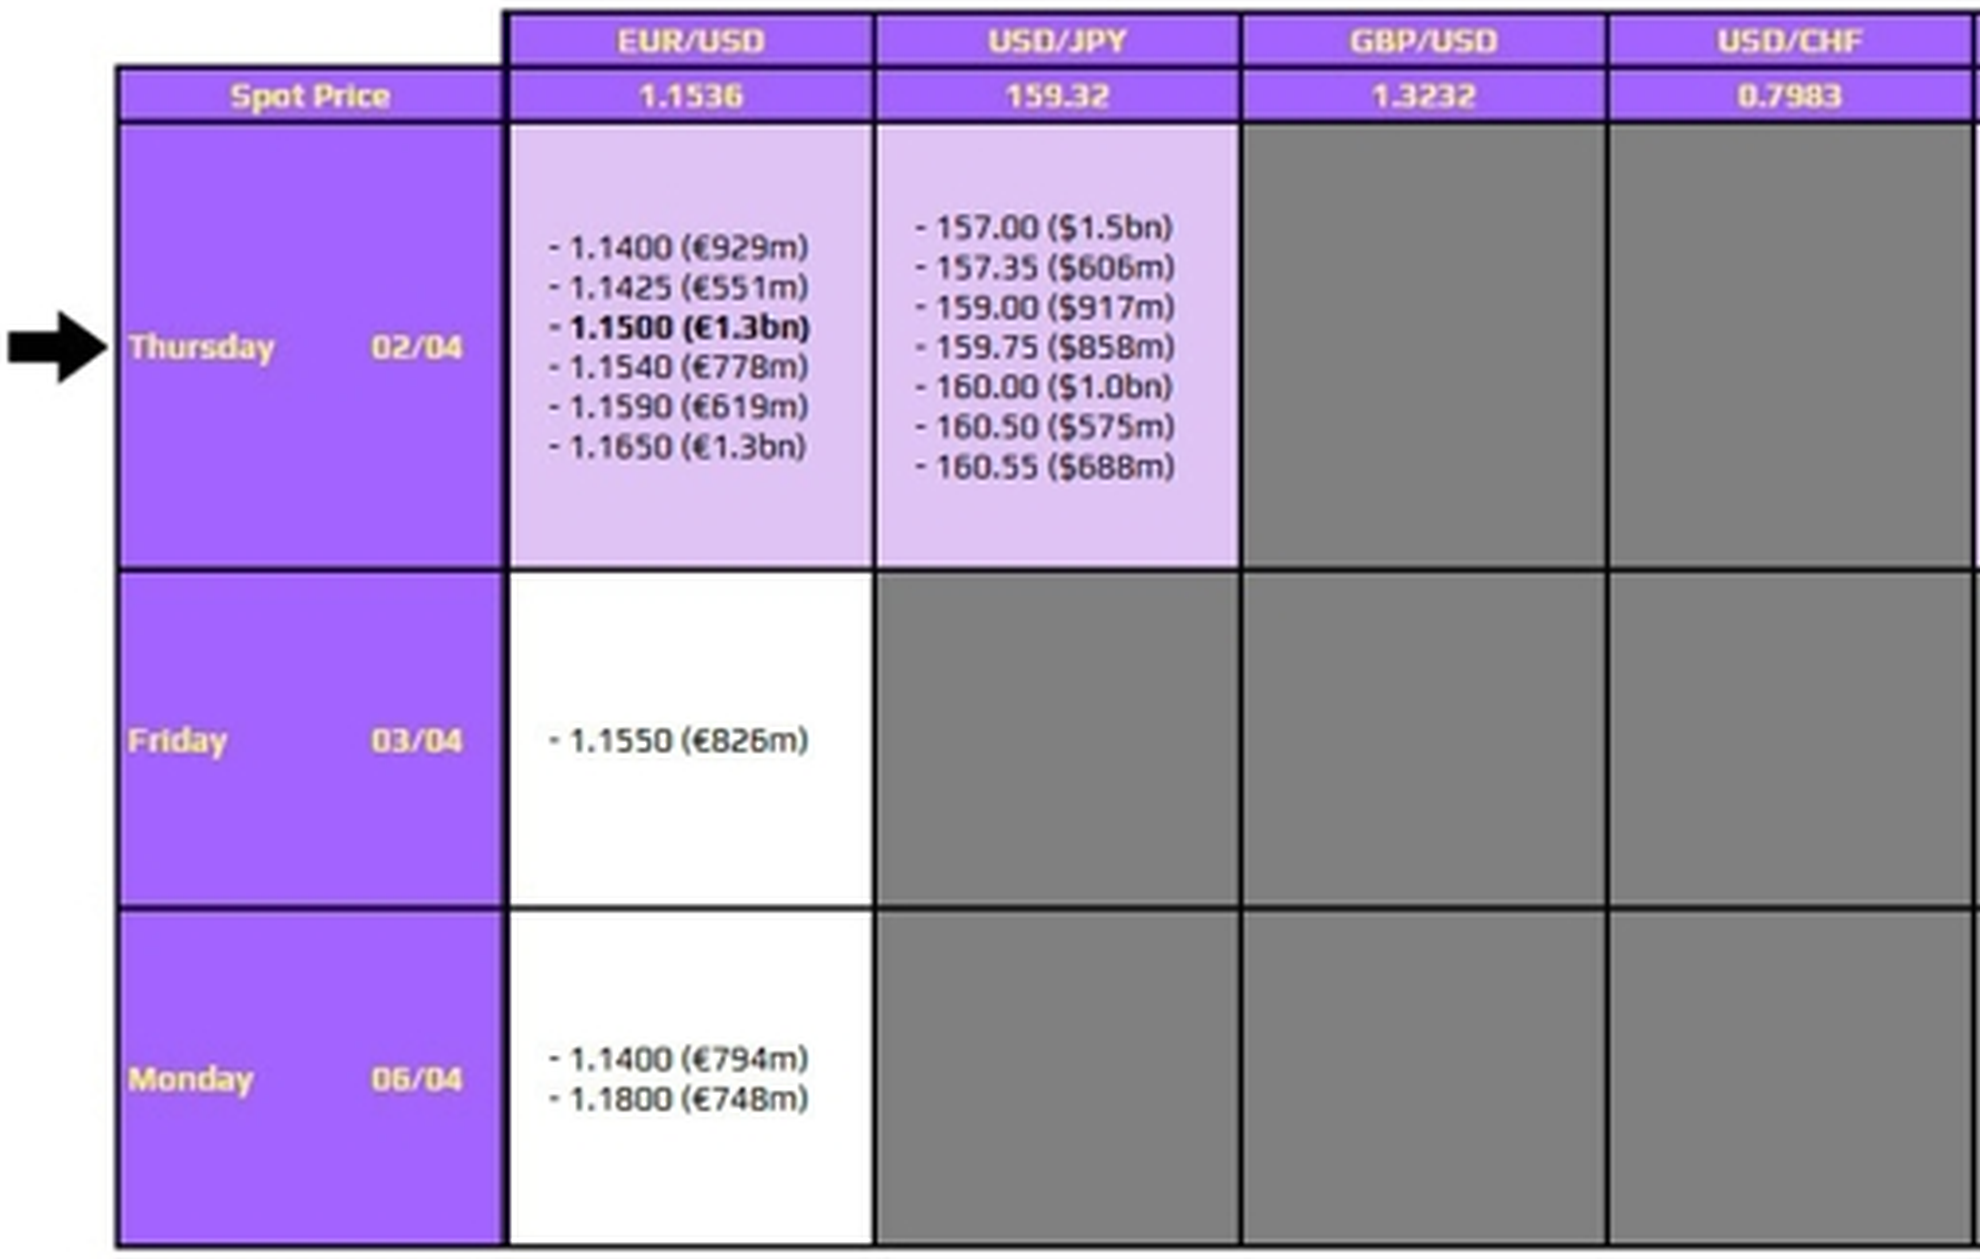 EUR/USD USD/JPY GBP/USD USD/CHF
Spot Price 1.1536 159.32 1.3232 0.7983
Thursday 02/04
- 1.1400 (€929m)
- 1.1425 (€551m)
- 1.1500 (€1.3bn)
- 1.1540 (€778m)
- 1.1590 (€619m)
- 1.1650 (€1.3bn)
- 157.00 ($1.5bn)
- 157.35 ($606m)
- 159.00 ($917m)
- 159.75 ($858m)
- 160.00 ($1.0bn)
- 160.50 ($575m)
- 160.55 ($688m)
Friday 03/04
- 1.1550 (€826m)
Monday 06/04
- 1.1400 (€794m)
- 1.1800 (€748m)